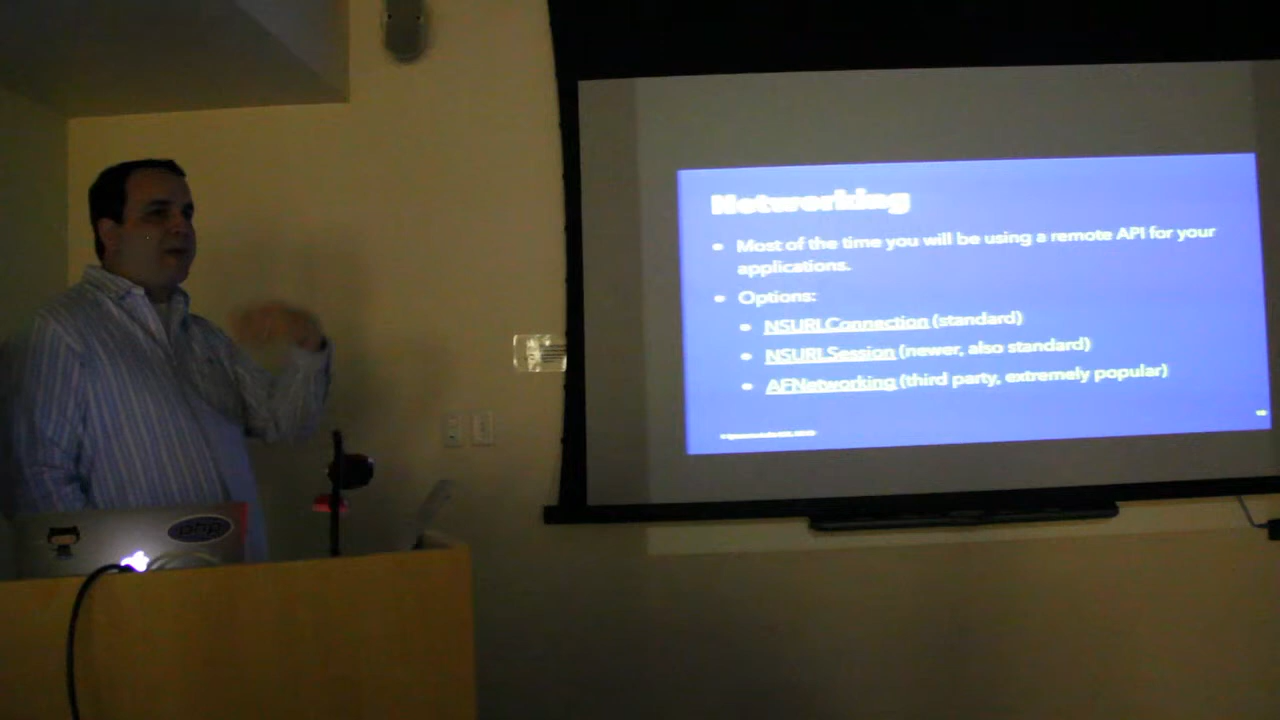 Networking
• Most of the time you will be using a remote API for your
applications.
• Options:
• NSURLConnection (standard)
• NSURLSession (newer, also standard)
• AFNetworking (third party, extremely popular)
php